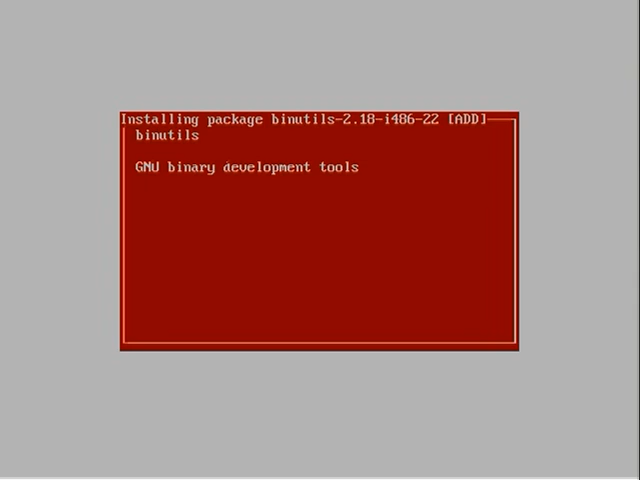 Installing package binutils-2.18-i486-22 [ADD]
binutils
GNU binary development tools